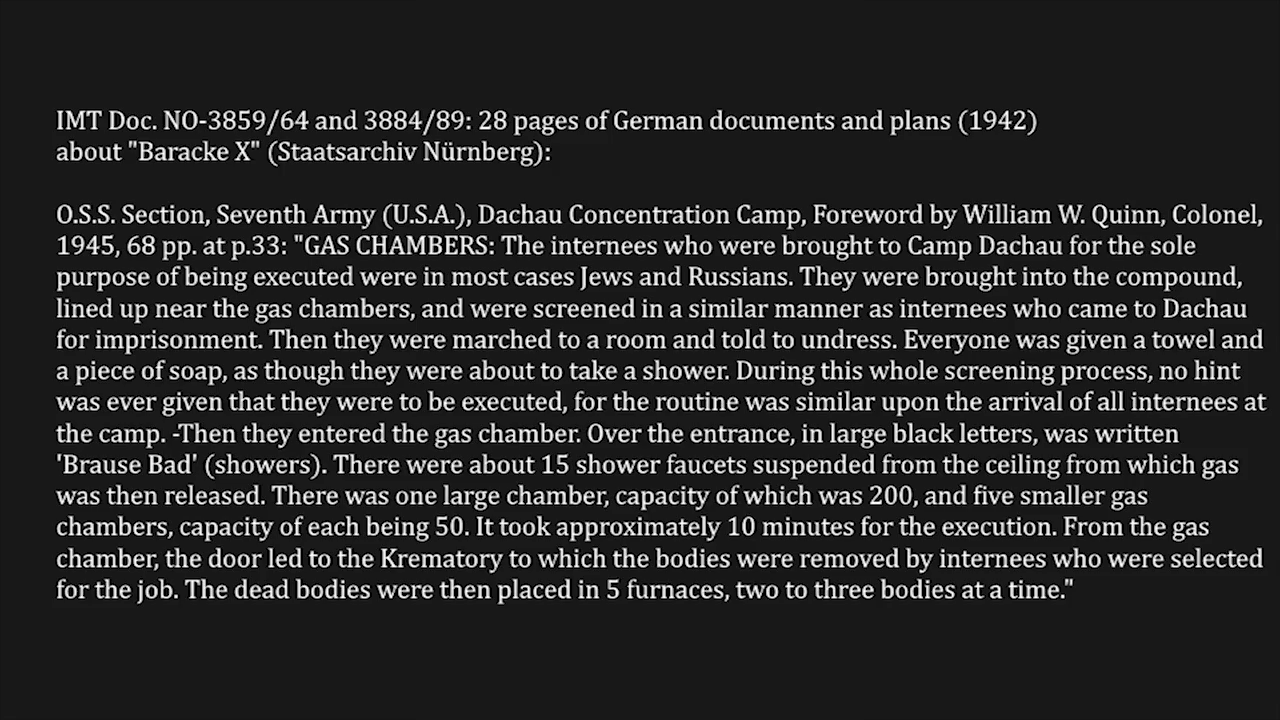 IMT Doc. NO-3859/64 and 3884/89: 28 pages of German documents and plans (1942)
about "Baracke X" (Staatsarchiv Nürnberg):
O.S.S. Section, Seventh Army (U.S.A.), Dachau Concentration Camp, Foreword by William W. Quinn, Colonel,
1945, 68 pp. at p.33: "GAS CHAMBERS: The internees who were brought to Camp Dachau for the sole
purpose of being executed were in most cases Jews and Russians. They were brought into the compound,
lined up near the gas chambers, and were screened in a similar manner as internees who came to Dachau
for imprisonment. Then they were marched to a room and told to undress. Everyone was given a towel and
a piece of soap, as though they were about to take a shower. During this whole screening process, no hint
was ever given that they were to be executed, for the routine was similar upon the arrival of all internees at
the camp. -Then they entered the gas chamber. Over the entrance, in large black letters, was written
'Brause Bad' (showers). There were about 15 shower faucets suspended from the ceiling from which gas
was then released. There was one large chamber, capacity of which was 200, and five smaller gas
chambers, capacity of each being 50. It took approximately 10 minutes for the execution. From the gas
chamber, the door led to the Krematory to which the bodies were removed by internees who were selected
for the job. The dead bodies were then placed in 5 furnaces, two to three bodies at a time."